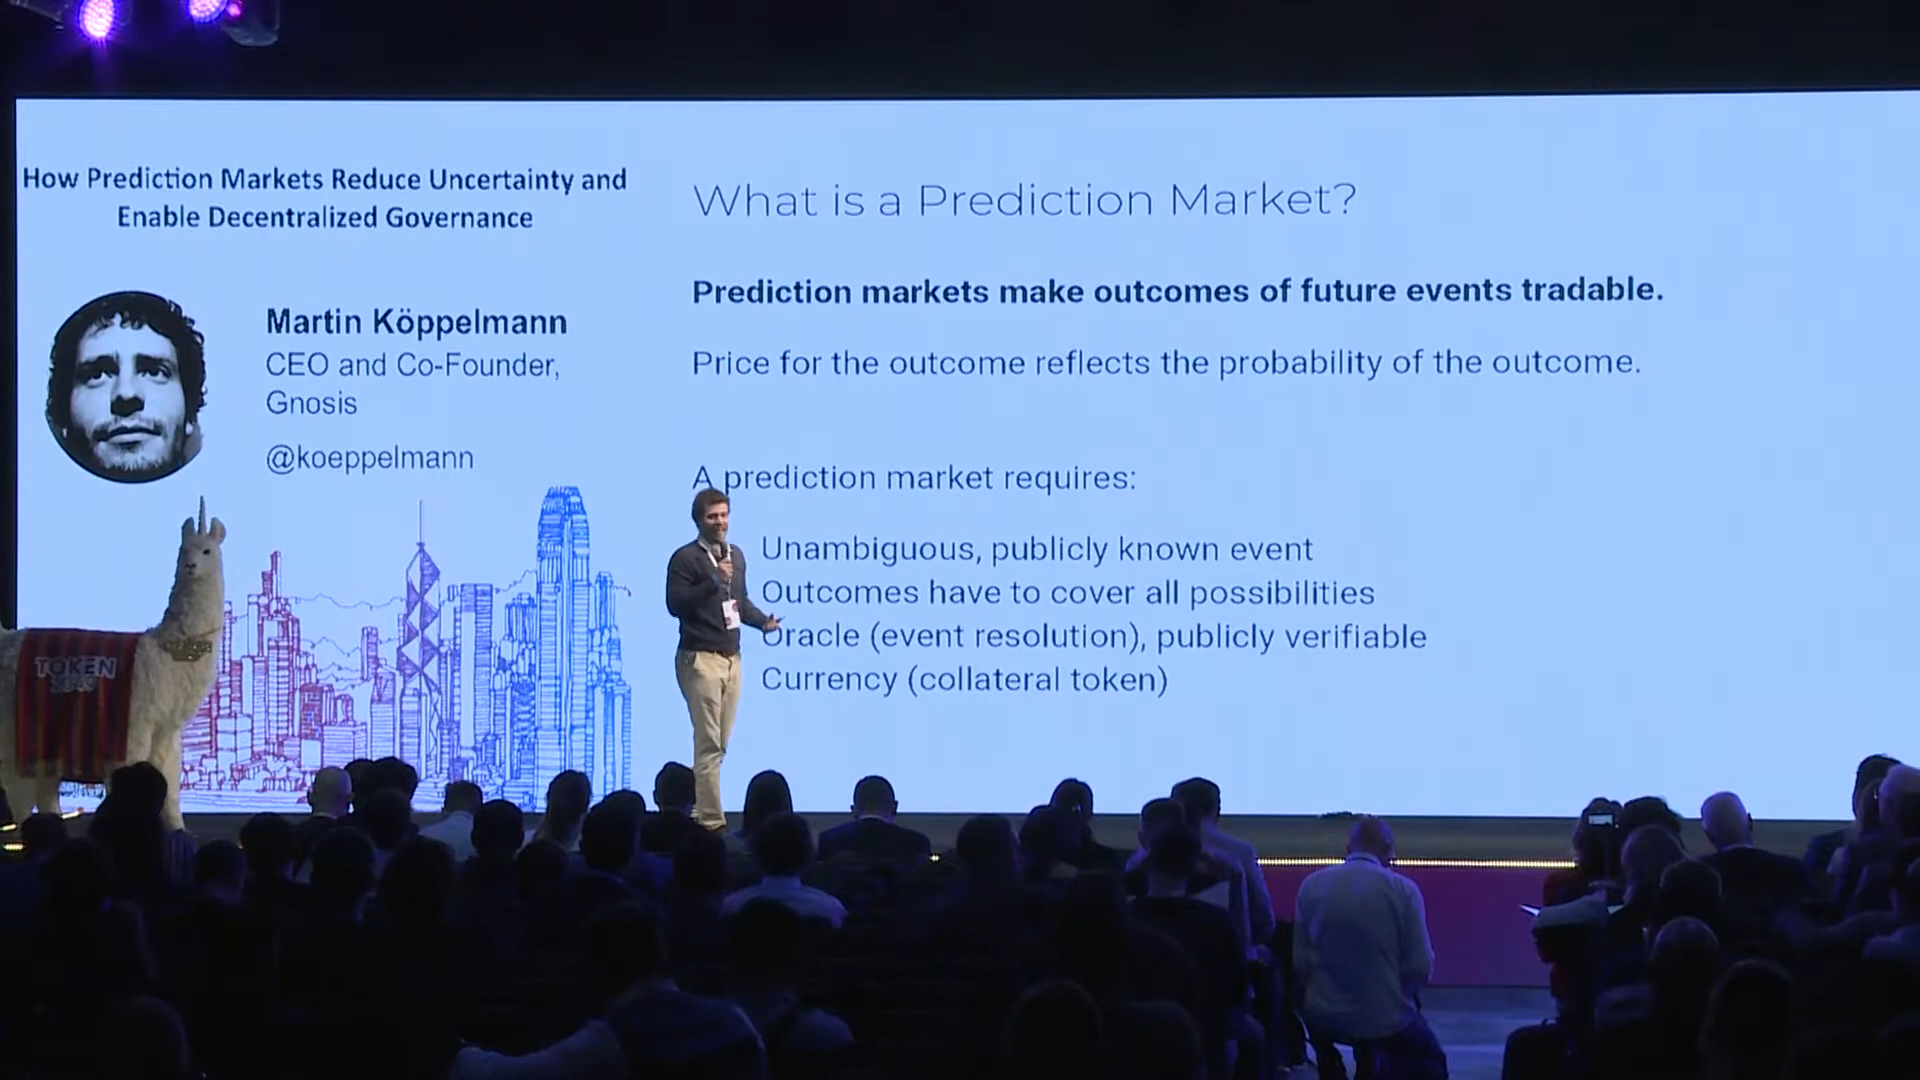 How Prediction Markets Reduce Uncertainty and
Enable Decentralized Governance
Martin Köppelmann
CEO and Co-Founder,
Gnosis
@koeppelmann
What is a Prediction Market?
Prediction markets make outcomes of future events tradable.
Price for the outcome reflects the probability of the outcome.
A prediction market requires:
Unambiguous, publicly known event
Outcomes have to cover all possibilities
Oracle (event resolution), publicly verifiable
Currency (collateral token)
TOKEN